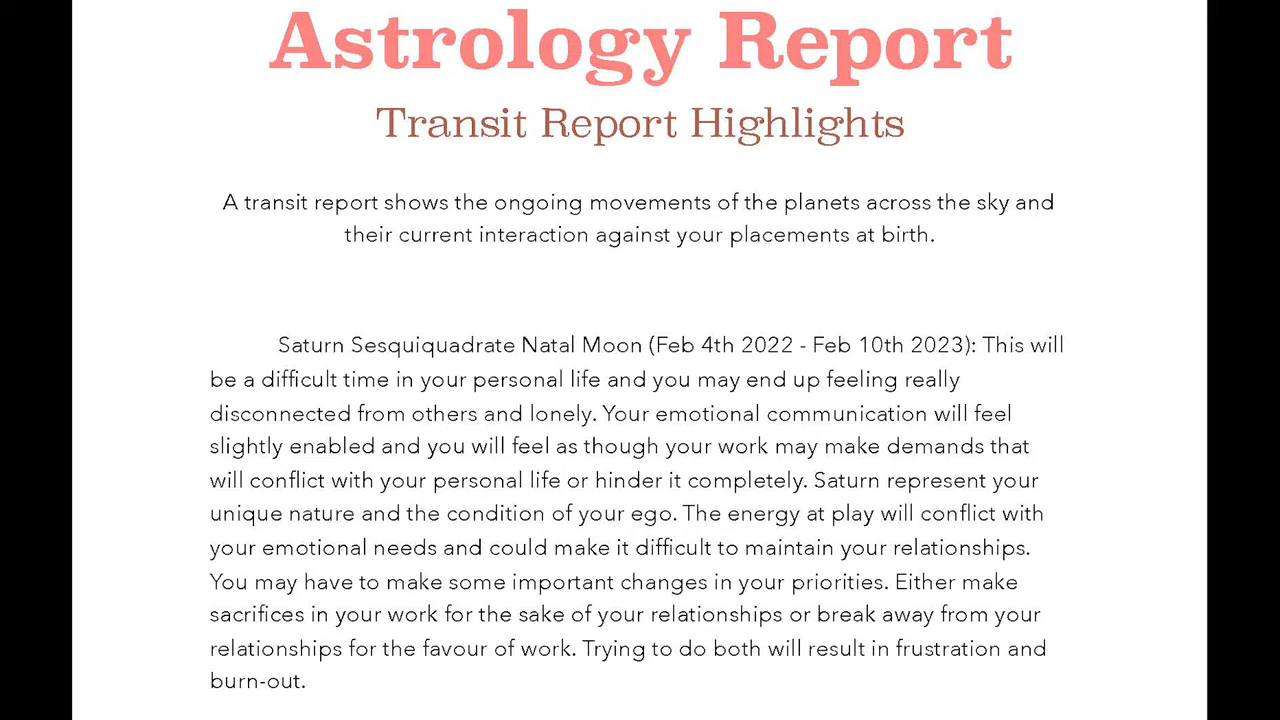 Astrology Report
Transit Report Highlights
A transit report shows the ongoing movements of the planets across the sky and
their current interaction against your placements at birth.
Saturn Sesquiquadrate Natal Moon (Feb 4th 2022 - Feb 10th 2023): This will
be a difficult time in your personal life and you may end up feeling really
disconnected from others and lonely. Your emotional communication will feel
slightly enabled and you will feel as though your work may make demands that
will conflict with your personal life or hinder it completely. Saturn represent your
unique nature and the condition of your ego. The energy at play will conflict with
your emotional needs and could make it difficult to maintain your relationships.
You may have to make some important changes in your priorities. Either make
sacrifices in your work for the sake of your relationships or break away from your
relationships for the favour of work. Trying to do both will result in frustration and
burn-out.